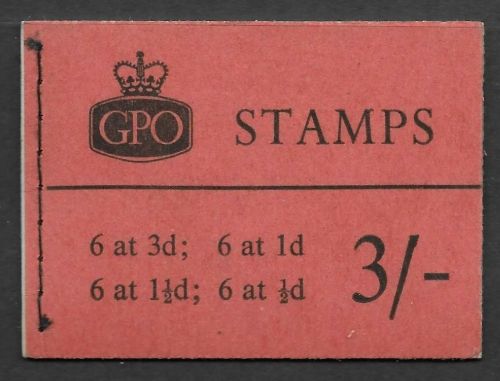 GPO STAMPS
6 at 3d; 6 at 1d
6 at 1½d; 6 at ½d 3/-